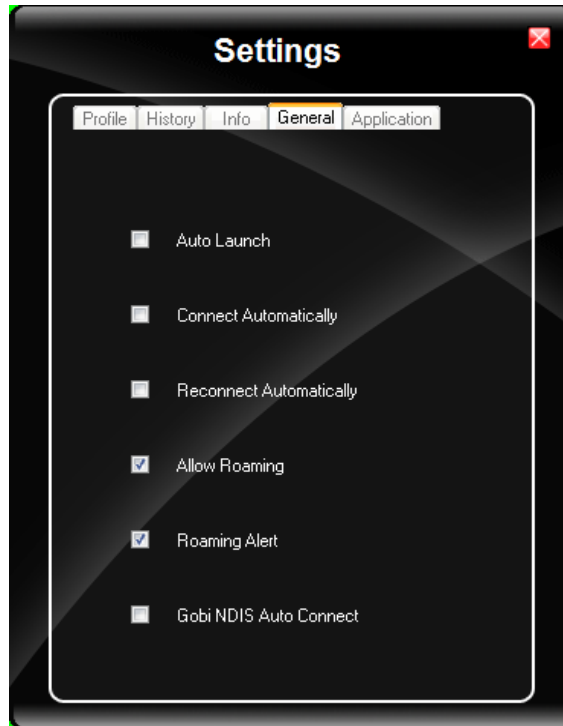 Settings
Profile History Info General Application
Auto Launch
Connect Automatically
Reconnect Automatically
Allow Roaming
Roaming Alert
Gobi NDIS Auto Connect